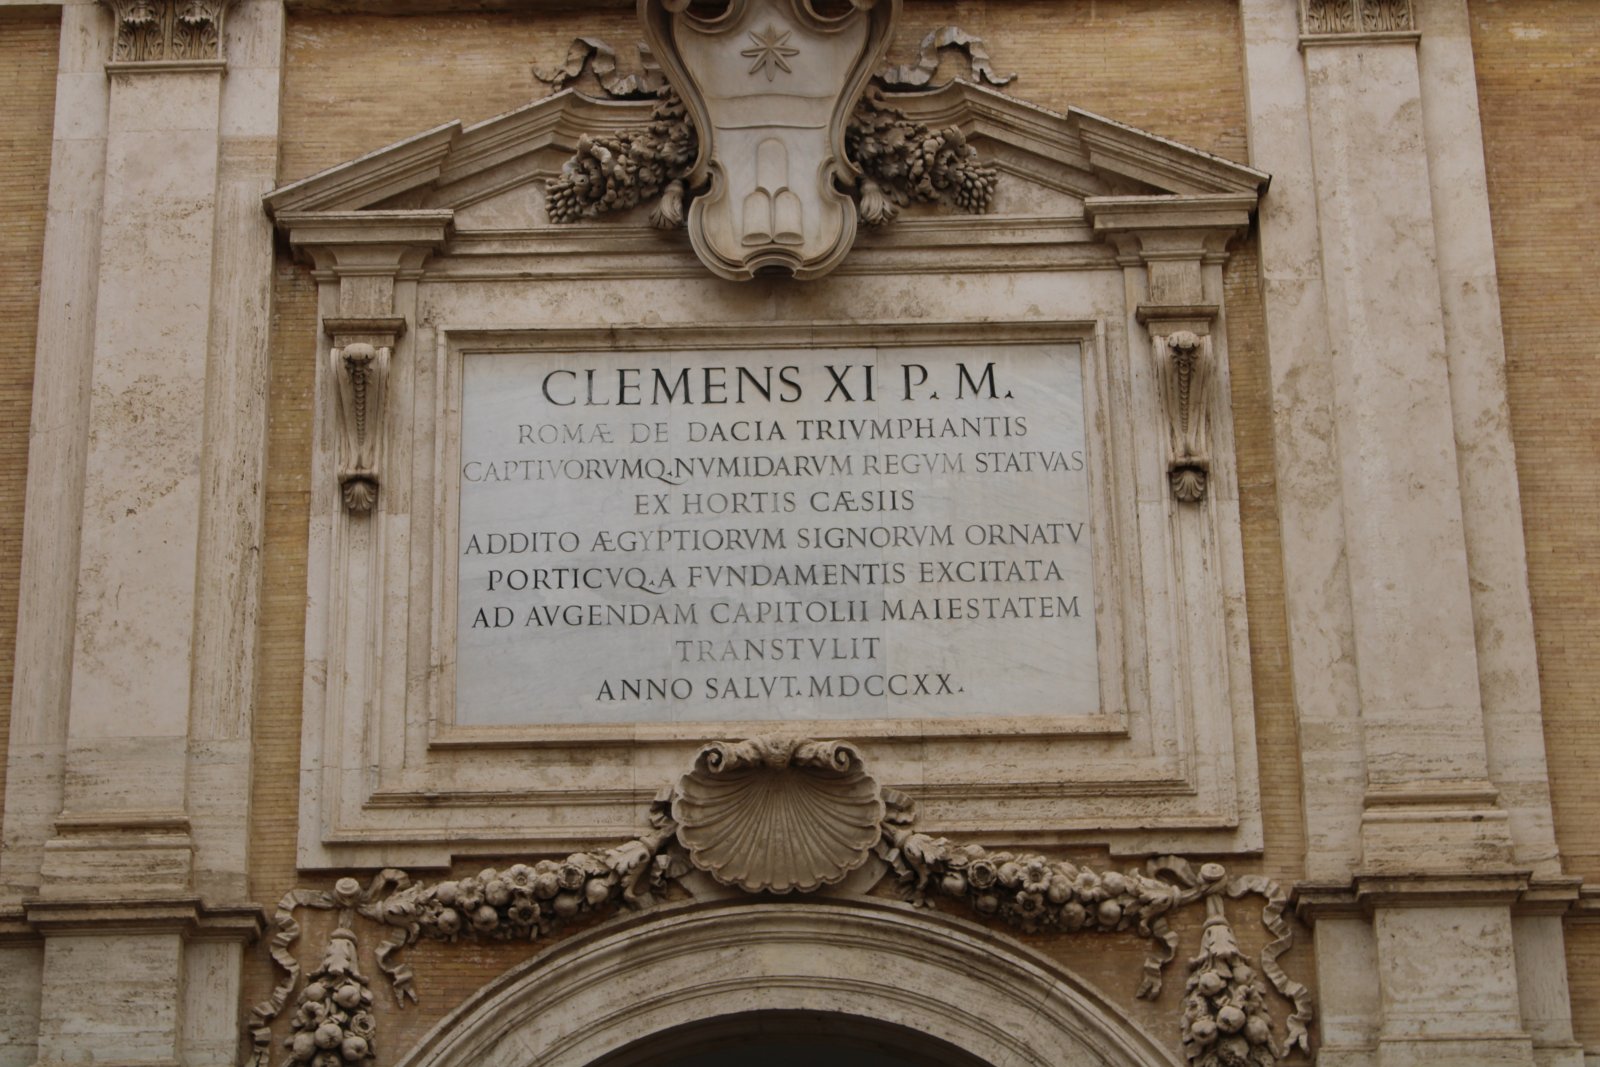 CLEMENS XI P. M.
ROMÆ DE DACIA TRIVMPHANTIS
CAPTIVORVMQ.NVMIDARVM REGVM STATVAS
EX HORTIS CÆSIIS
ADDITO ÆGYPTIORVM SIGNORVM ORNATV
PORTICVQ.A FVNDAMENTIS EXCITATA
AD AVGENDAM CAPITOLII MAIESTATEM
TRANSTVLIT
ANNO SALVT. MDCCXX.